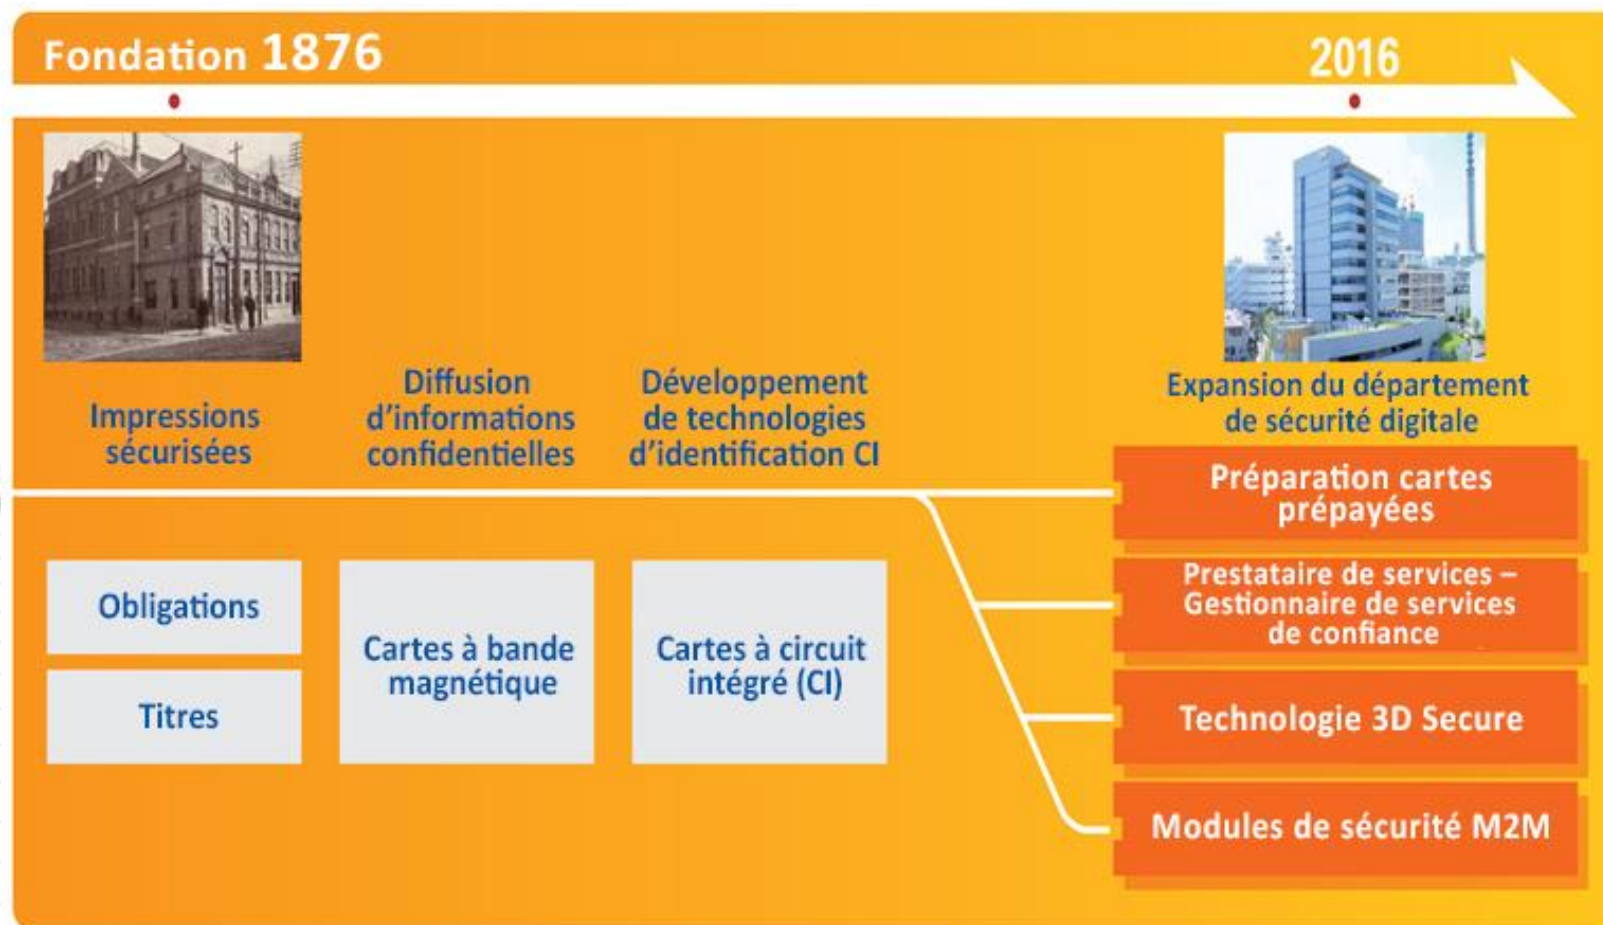 Fondation 1876
2016
Impressions
sécurisées
Diffusion
d'informations
confidentielles
Développement
de technologies
d'identification CI
Expansion du département
de sécurité digitale
Obligations
Titres
Cartes à bande
magnétique
Cartes à circuit
intégré (CI)
Préparation cartes
prépayées
Prestataire de services –
Gestionnaire de services
de confiance
Technologie 3D Secure
Modules de sécurité M2M